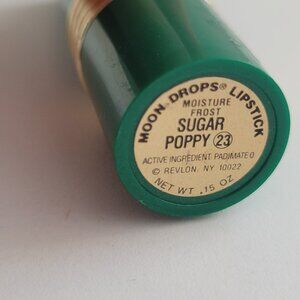 MOON DROPS® LIPSTICK
MOISTURE
FROST
SUGAR
POPPY 23
ACTIVE INGREDIENT: PADIMATE O
© REVLON, NY 10022
NET WT .15 OZ